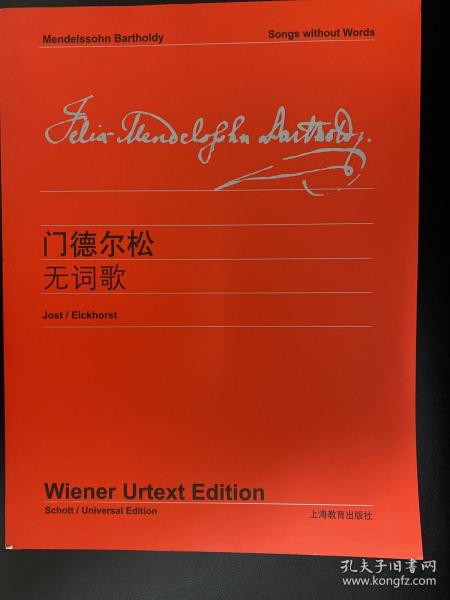 Mendelssohn Bartholdy Songs without Words
Felix Mendelssohn Bartholdy.
门德尔松
无词歌
Jost / Eickhorst
Wiener Urtext Edition
Schott / Universal Edition 上海教育出版社
孔夫子旧书网
www.kongfz.com